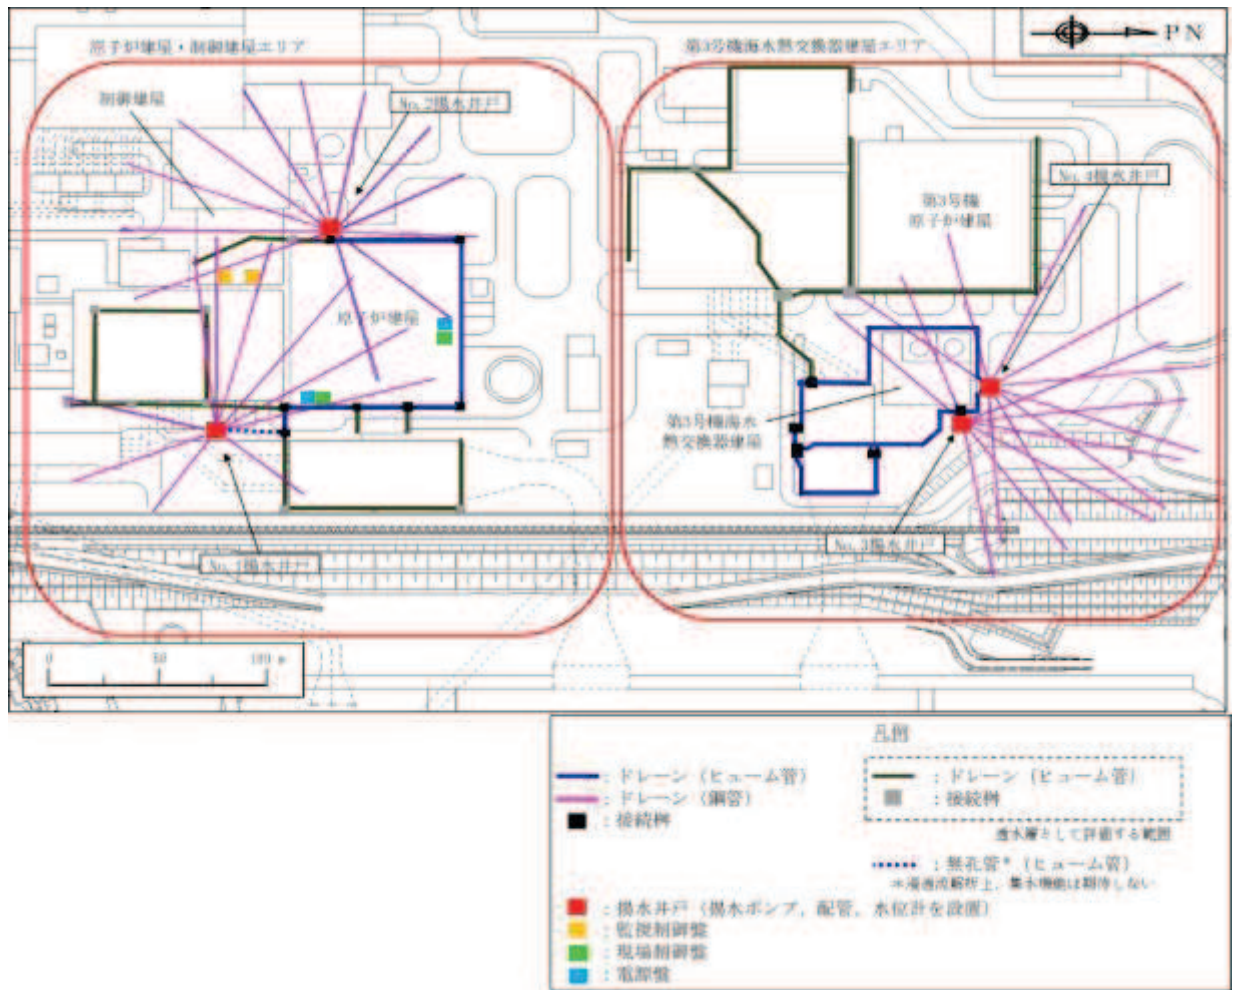 原子炉建屋・制御建屋エリア
第3号機海水熱交換器建屋エリア
PN
制御建屋
No.2揚水井戸
No.4揚水井戸
第3号機
原子炉建屋
原子炉建屋
第3号機海水
熱交換器建屋
No.3揚水井戸
No.1揚水井戸
0 50 100 m
凡例
:ドレーン(ヒューム管)
:ドレーン(鋼管)
:接続桝
:ドレーン(ヒューム管)
:接続桝
透水層として評価する範囲
:無孔管*(ヒューム管)
*浸透流解析上,集水機能は期待しない
:揚水井戸(揚水ポンプ,配管,水位計を設置)
:監視制御盤
:現場制御盤
:電源盤